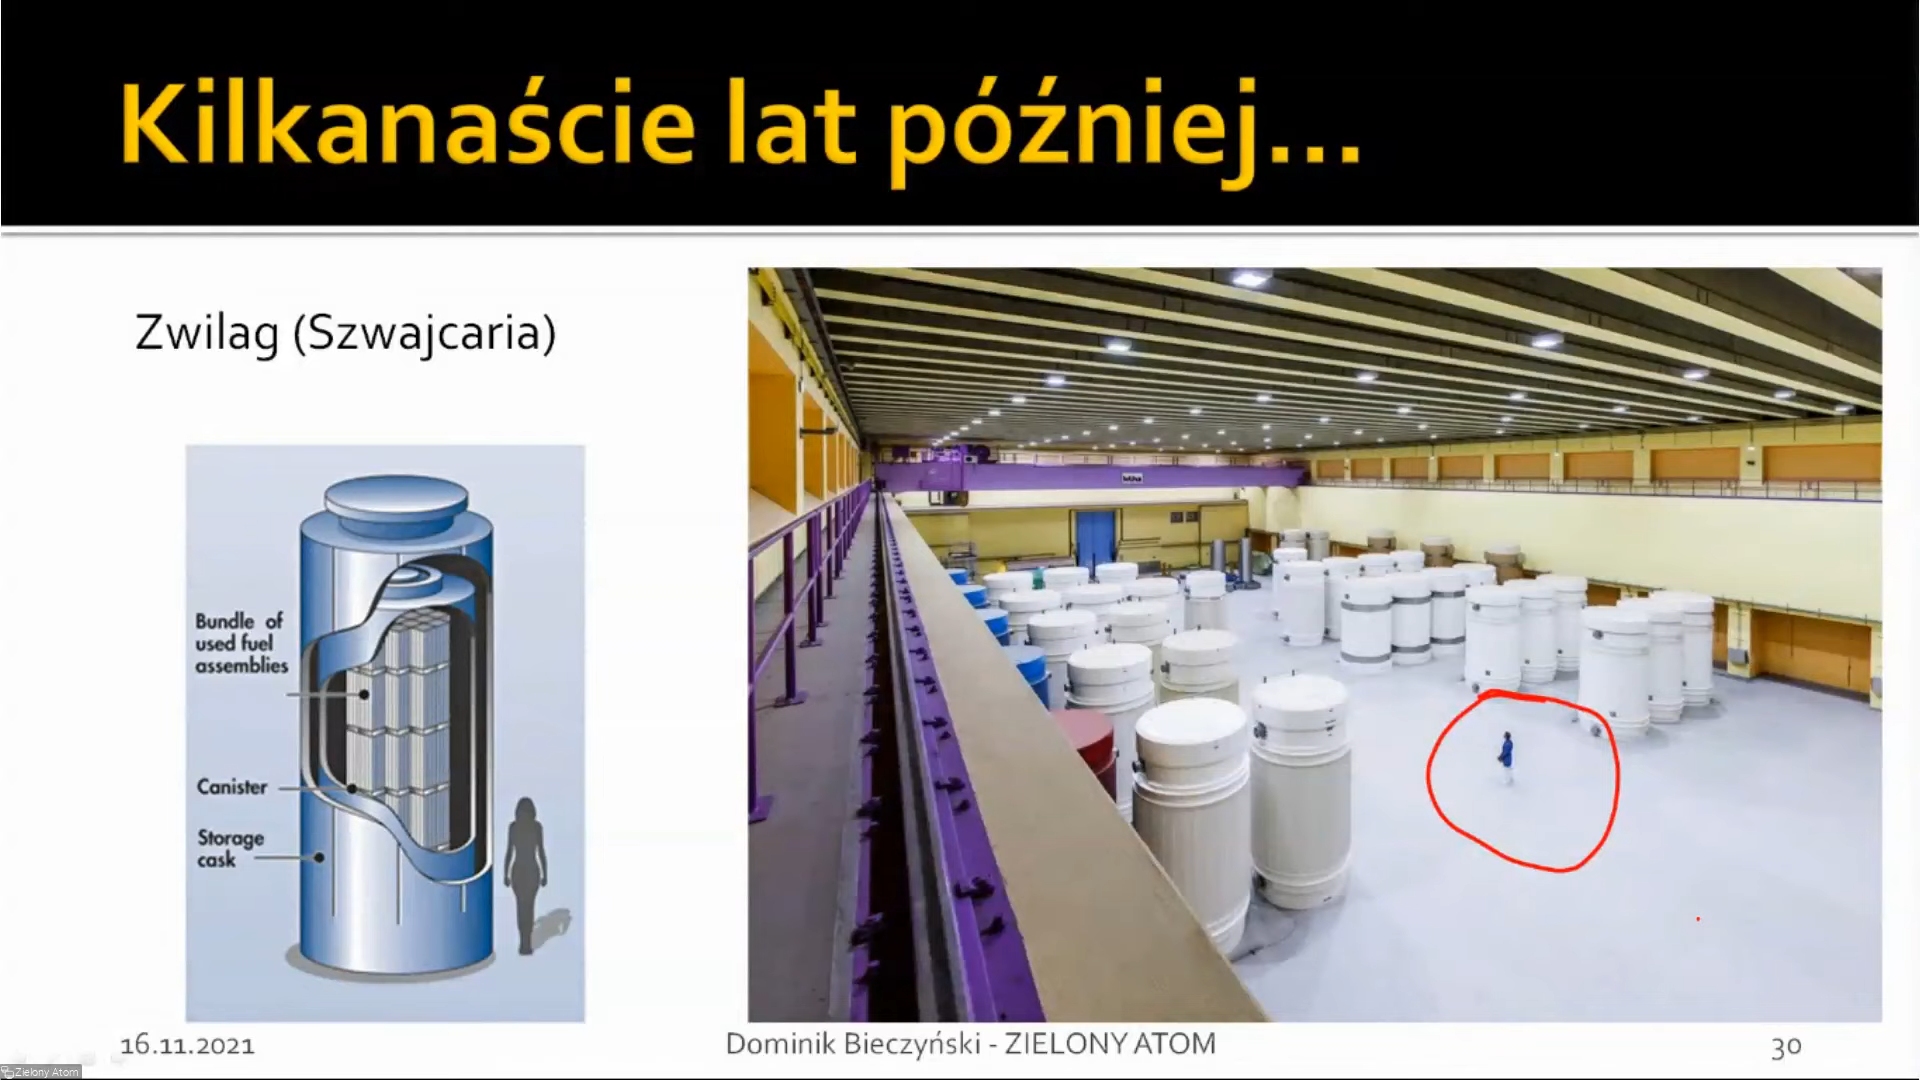 Kilkanaście lat później...
Zwilag (Szwajcaria)
Bundle of
used fuel
assemblies
Canister
Storage
cask
16.11.2021
Dominik Bieczyński - ZIELONY ATOM
30
Zielony Atom